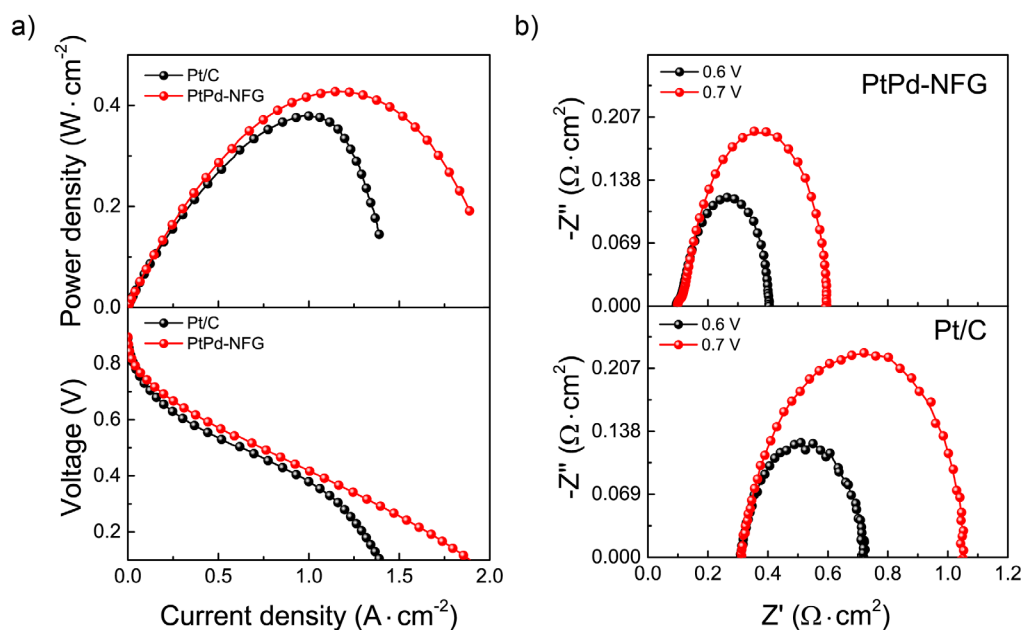 a)
Power density (W·cm⁻²)
0.4
0.2
0.0
Pt/C
PtPd-NFG
Voltage (V)
0.8
0.6
0.4
0.2
Pt/C
PtPd-NFG
0.0 0.5 1.0 1.5 2.0
Current density (A·cm⁻²)
b)
-Z" (Ω·cm²)
0.207
0.138
0.069
0.000
0.6 V
0.7 V
PtPd-NFG
-Z" (Ω·cm²)
0.207
0.138
0.069
0.000
0.6 V
0.7 V
Pt/C
0.0 0.2 0.4 0.6 0.8 1.0 1.2
Z' (Ω·cm²)